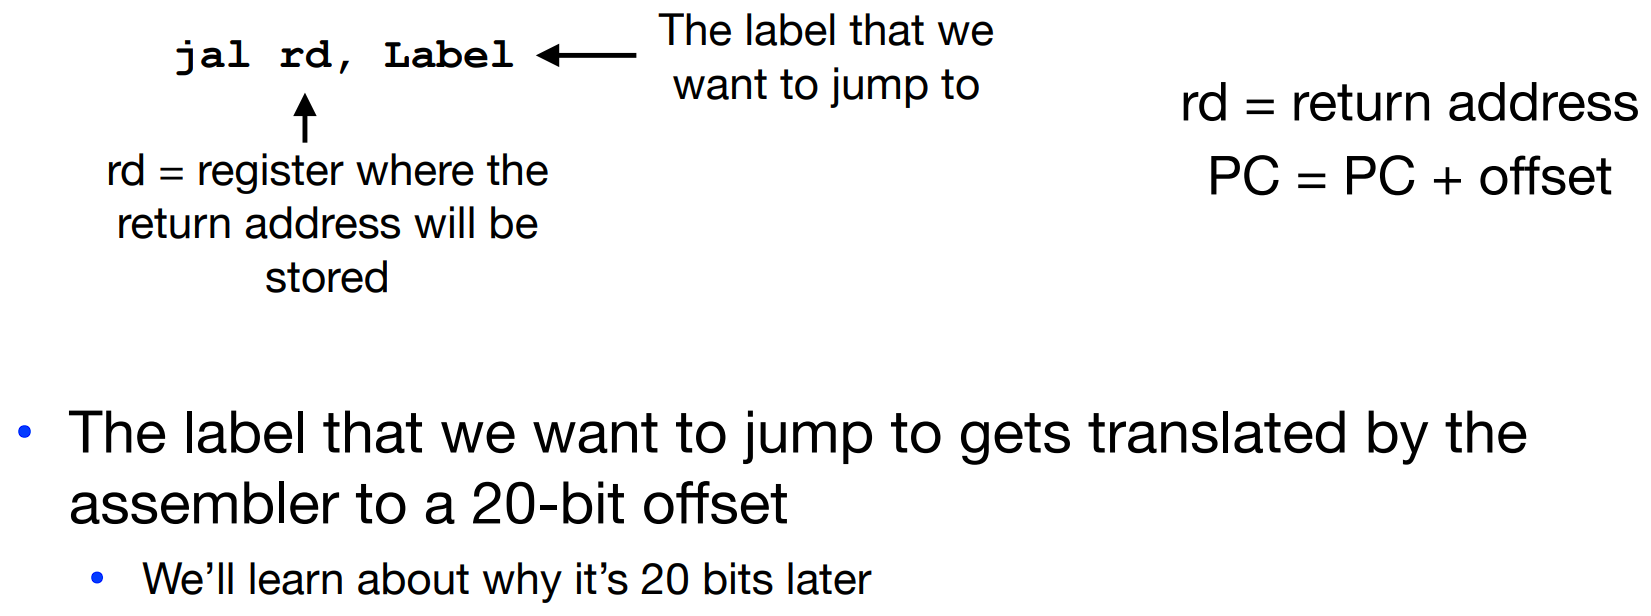 jal rd, Label
The label that we
want to jump to
rd = register where the
return address will be
stored
rd = return address
PC = PC + offset
• The label that we want to jump to gets translated by the
assembler to a 20-bit offset
• We’ll learn about why it’s 20 bits later